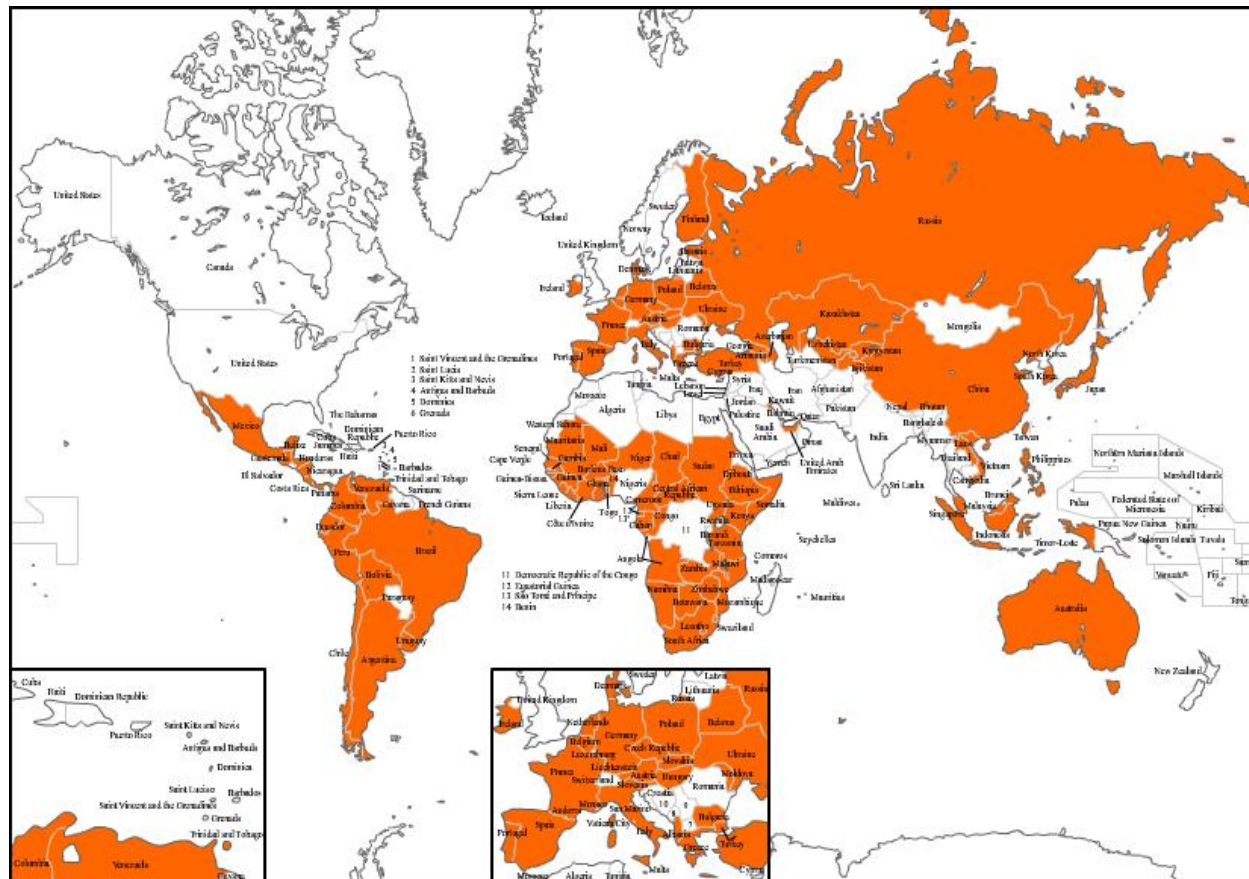 United States
Canada
United States
Mexico
1 Saint Vincent and the Grenadines
2 Saint Lucia
3 Saint Kitts and Nevis
4 Antigua and Barbuda
5 Dominica
6 Grenada
The Bahamas
Dominican
Republic
Puerto Rico
Cuba
Jamaica
Haiti
Belize
Guatemala
Honduras
El Salvador
Nicaragua
Costa Rica
Panama
Barbados
Trinidad and Tobago
Venezuela
Suriname
Guyana
French Guiana
Colombia
Ecuador
Peru
Brazil
Bolivia
Paraguay
Chile
Uruguay
Argentina
Iceland
Sweden
Norway
Finland
United Kingdom
Ireland
Denmark
Estonia
Latvia
Lithuania
Germany
Poland
Belarus
Ukraine
France
Austria
Romania
Portugal
Spain
Italy
Bulgaria
Greece
Malta
Turkey
Cyprus
Georgia
Armenia
Azerbaijan
Russia
Kazakhstan
Uzbekistan
Turkmenistan
Kyrgyzstan
Tajikistan
Mongolia
China
North Korea
South Korea
Japan
Syria
Lebanon
Israel
Jordan
Palestine
Iraq
Iran
Kuwait
Afghanistan
Pakistan
Bahrain
Qatar
Saudi
Arabia
Oman
United Arab
Emirates
Yemen
Nepal
Bhutan
Bangladesh
India
Myanmar
Laos
Thailand
Vietnam
Cambodia
Taiwan
Philippines
Sri Lanka
Maldives
Brunei
Malaysia
Singapore
Indonesia
Timor-Leste
Palau
Northern Mariana Islands
Marshall Islands
Federated State of
Micronesia
Kiribati
Papua New Guinea
Nauru
Solomon Islands
Tuvalu
Vanuatu
Fiji
Australia
New Zealand
Morocco
Tunisia
Algeria
Libya
Egypt
Western Sahara
Mauritania
Mali
Niger
Chad
Sudan
Eritrea
Djibouti
Senegal
Cape Verde
Gambia
Guinea-Bissau
Guinea
Burkina Faso
Ghana
Nigeria
Sierra Leone
Liberia
Côte d'Ivoire
Togo
Cameroon
Central African
Republic
Ethiopia
Somalia
Uganda
Kenya
Rwanda
Burundi
Tanzania
Gabon
Congo
11
12
13
Angola
Zambia
Malawi
Namibia
Botswana
Zimbabwe
Mozambique
Swaziland
Lesotho
South Africa
Comoros
Seychelles
Madagascar
Mauritius
11 Democratic Republic of the Congo
12 Equatorial Guinea
13 São Tomé and Príncipe
14 Benin
Cuba
Haiti
Dominican Republic
Puerto Rico
Saint Kitts and Nevis
Antigua and Barbuda
Dominica
Saint Lucia
Barbados
Saint Vincent and the Grenadines
Grenada
Trinidad and Tobago
Colombia
Venezuela
Guyana
Denmark
Sweden
Latvia
Lithuania
Russia
Russia
United Kingdom
Ireland
Netherlands
Germany
Poland
Belarus
Belgium
Luxembourg
Czech Republic
Slovakia
Ukraine
France
Liechtenstein
Switzerland
Austria
Hungary
Moldova
Slovenia
Croatia
Romania
10
9
8
7
Andorra
Monaco
San Marino
Vatican City
Italy
Bulgaria
Albania
Greece
Turkey
Portugal
Spain
Morocco
Algeria
Tunisia
Malta
Cyprus